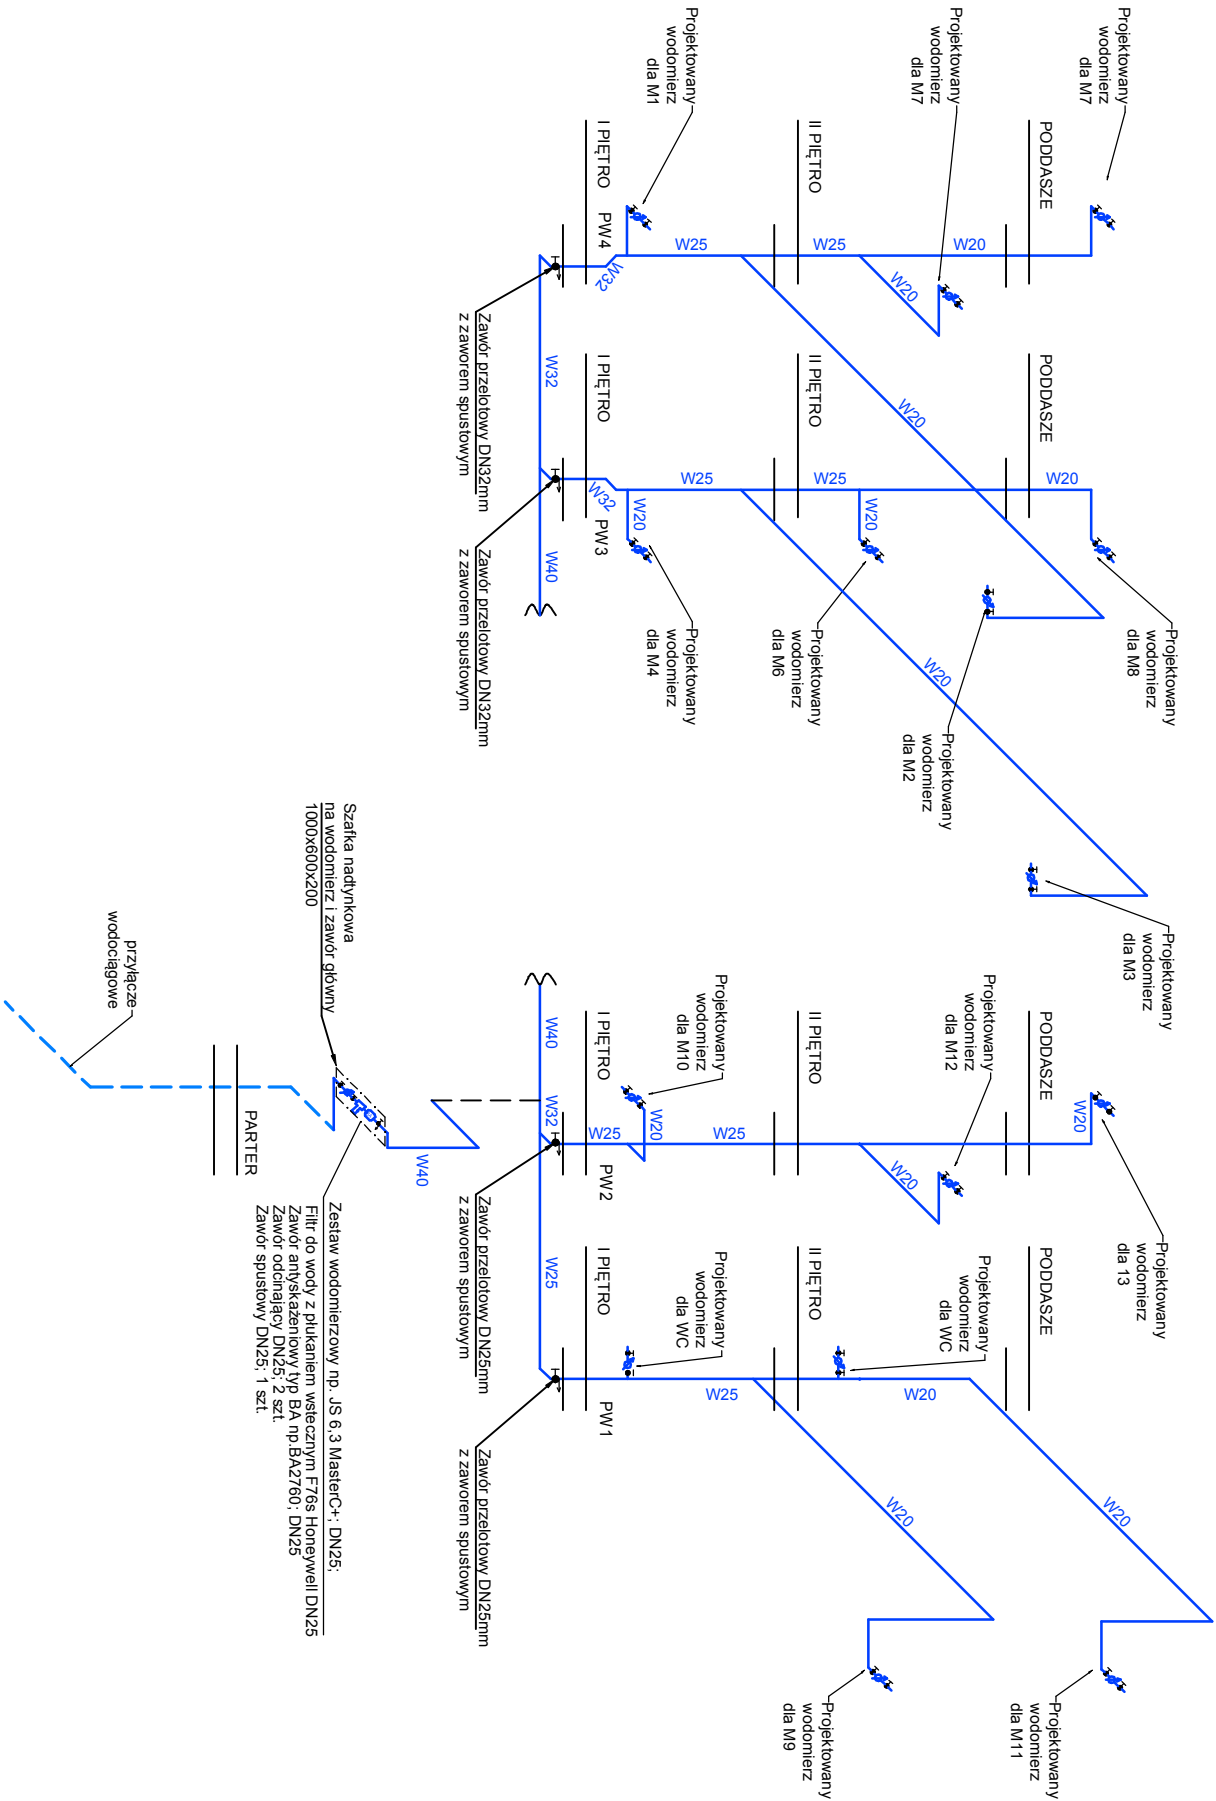 Projektowany
wodomierz
dla M7
Projektowany
wodomierz
dla M8
Projektowany
wodomierz
dla M3
Projektowany
wodomierz
dla 13
Projektowany
wodomierz
dla M11
PODDASZE
PODDASZE
PODDASZE
PODDASZE
W20
W20
W20
W20
Projektowany
wodomierz
dla M7
Projektowany
wodomierz
dla M2
Projektowany
wodomierz
dla M12
Projektowany
wodomierz
dla WC
W20
W20
W20
W20
W20
W20
W20
W20
II PIĘTRO
II PIĘTRO
II PIĘTRO
II PIĘTRO
W25
W25
Projektowany
wodomierz
dla M6
Projektowany
wodomierz
dla M9
W25
W25
W25
W25
Projektowany
wodomierz
dla M1
Projektowany
wodomierz
dla M4
Projektowany
wodomierz
dla M10
Projektowany
wodomierz
dla WC
W20
W20
W25
I PIĘTRO
PW4
I PIĘTRO
PW3
I PIĘTRO
PW2
I PIĘTRO
PW1
W32
W32
W32
W40
W40
W32
W25
Zawór przelotowy DN32mm
z zaworem spustowym
Zawór przelotowy DN32mm
z zaworem spustowym
Zawór przelotowy DN25mm
z zaworem spustowym
Zawór przelotowy DN25mm
z zaworem spustowym
W40
Szafka nadtynkowa
na wodomierz i zawór główny
1000x600x200
Zestaw wodomierzowy np. JS 6,3 MasterC+; DN25;
Filtr do wody z płukaniem wstecznym F76s Honeywell DN25
Zawór antyskażeniowy typ BA np.BA2760; DN25
Zawór odcinający DN25; 2 szt.
Zawór spustowy DN25; 1 szt.
PARTER
przyłącze
wodociągowe